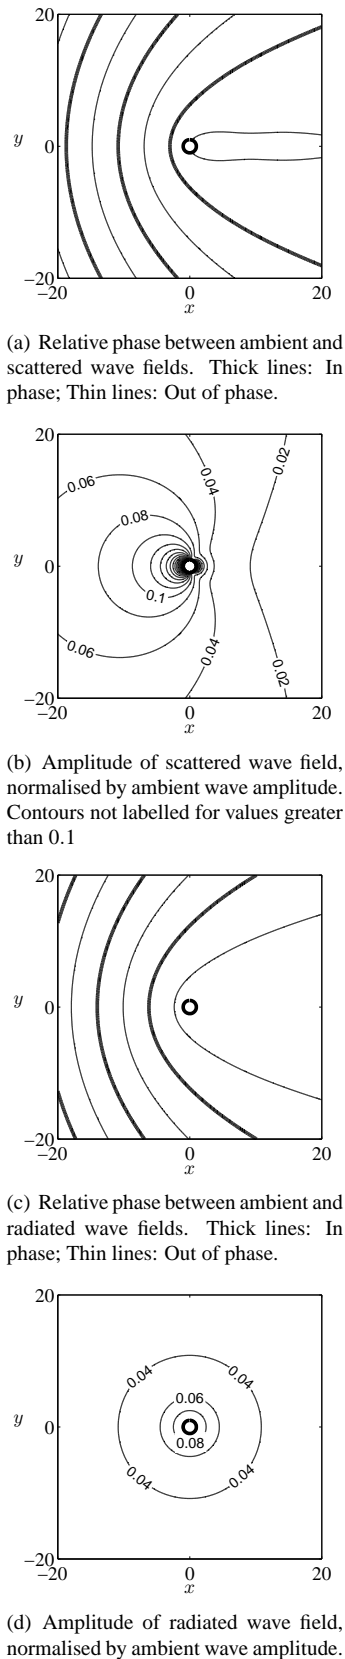 20
y
0
−20
−20
0
20
x
(a) Relative phase between ambient and
scattered wave fields. Thick lines: In
phase; Thin lines: Out of phase.
20
0.06
0.04
0.02
0.08
y
0
0.1
0.06
0.04
0.02
−20
−20
0
20
x
(b) Amplitude of scattered wave field,
normalised by ambient wave amplitude.
Contours not labelled for values greater
than 0.1
20
y
0
−20
−20
0
20
x
(c) Relative phase between ambient and
radiated wave fields. Thick lines: In
phase; Thin lines: Out of phase.
20
0.04
0.04
0.06
y
0
0.08
0.04
0.04
−20
−20
0
20
x
(d) Amplitude of radiated wave field,
normalised by ambient wave amplitude.